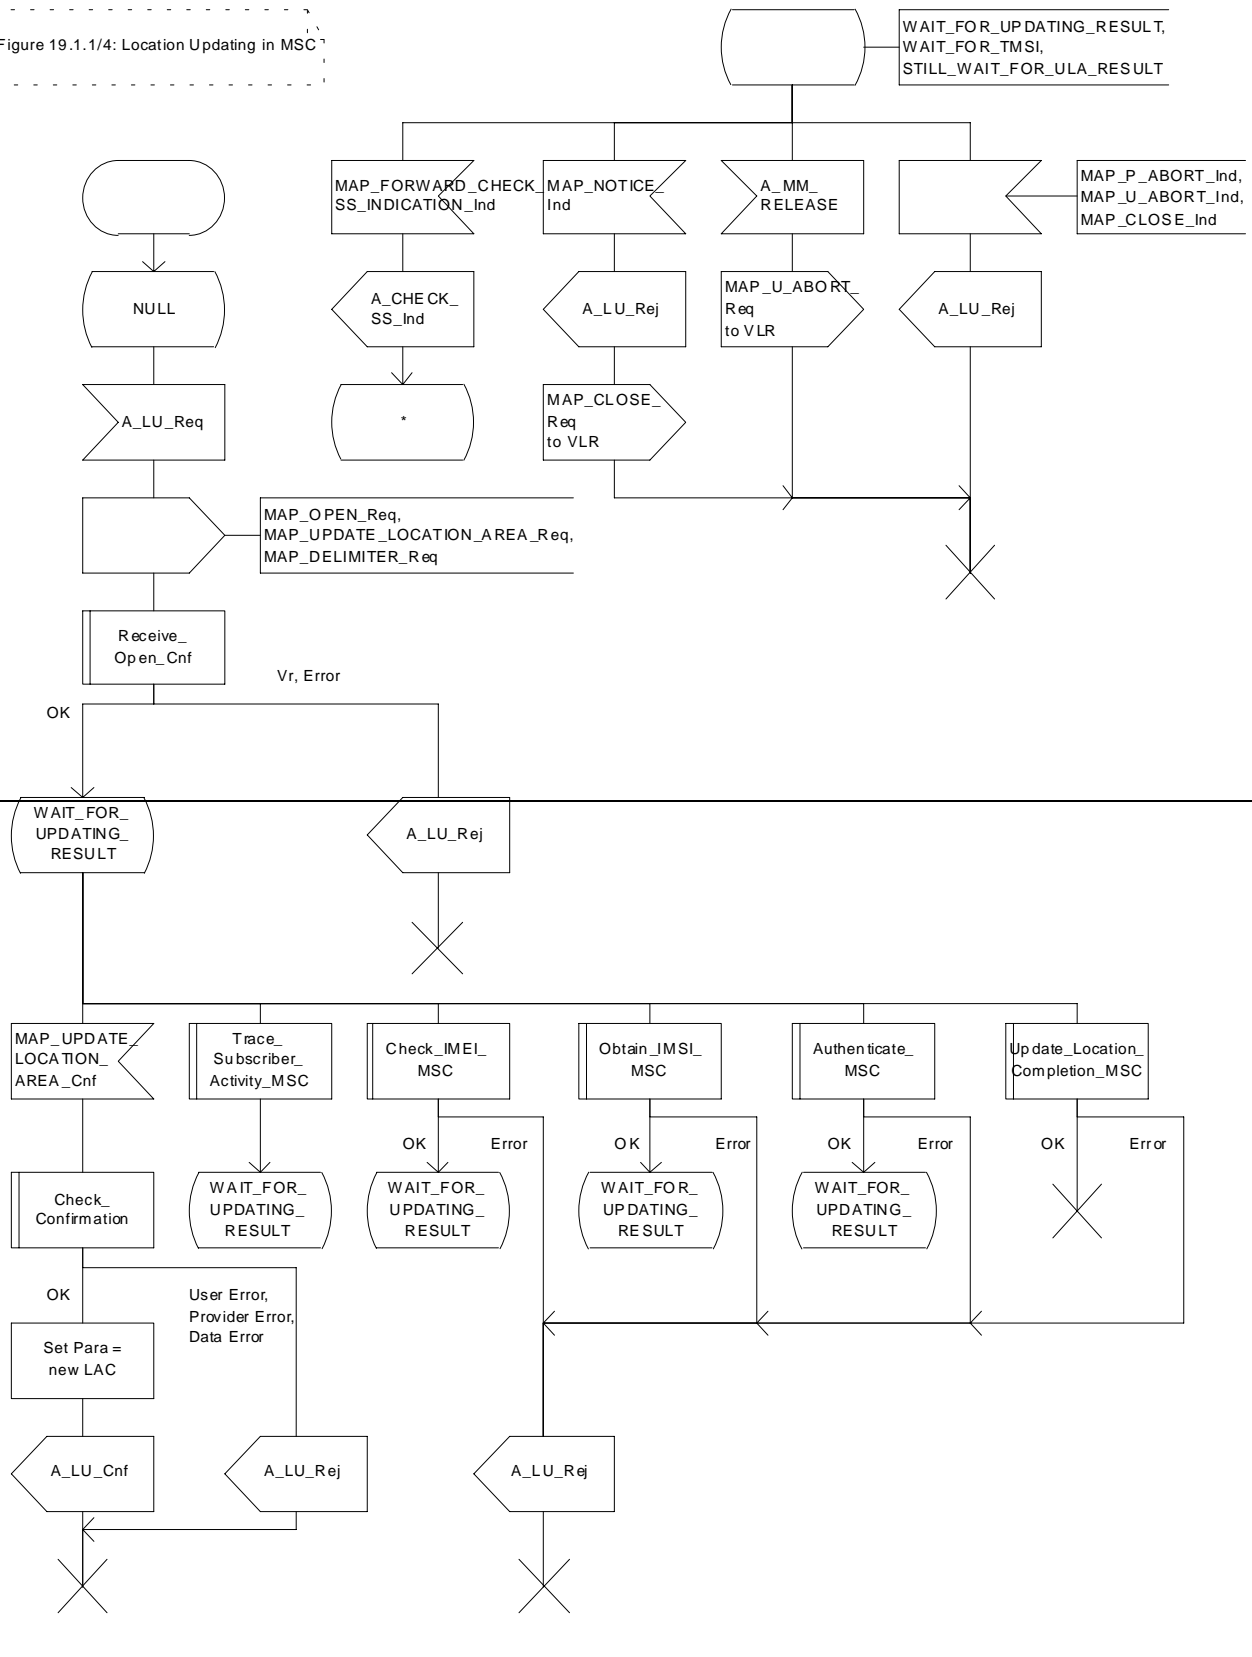 Figure 19.1.1/4: Location Updating in MSC
WAIT_FOR_UPDATING_RESULT,
WAIT_FOR_TMSI,
STILL_WAIT_FOR_ULA_RESULT
MAP_FORWARD_CHECK_
SS_INDICATION_Ind
MAP_NOTICE_
Ind
A_MM_
RELEASE
MAP_P_ABORT_Ind,
MAP_U_ABORT_Ind,
MAP_CLOSE_Ind
NULL
A_CHECK_
SS_Ind
A_LU_Rej
MAP_U_ABORT_
Req
to VLR
A_LU_Rej
A_LU_Req
*
MAP_CLOSE_
Req
to VLR
MAP_OPEN_Req,
MAP_UPDATE_LOCATION_AREA_Req,
MAP_DELIMITER_Req
Receive_
Open_Cnf
Vr, Error
OK
WAIT_FOR_
UPDATING_
RESULT
A_LU_Rej
MAP_UPDATE_
LOCATION_
AREA_Cnf
Trace_
Subscriber_
Activity_MSC
Check_IMEI_
MSC
Obtain_IMSI_
MSC
Authenticate_
MSC
Update_Location_
Completion_MSC
OK
Error
OK
Error
OK
Error
OK
Error
Check_
Confirmation
WAIT_FOR_
UPDATING_
RESULT
WAIT_FOR_
UPDATING_
RESULT
WAIT_FOR_
UPDATING_
RESULT
WAIT_FOR_
UPDATING_
RESULT
OK
User Error,
Provider Error,
Data Error
Set Para =
new LAC
A_LU_Cnf
A_LU_Rej
A_LU_Rej